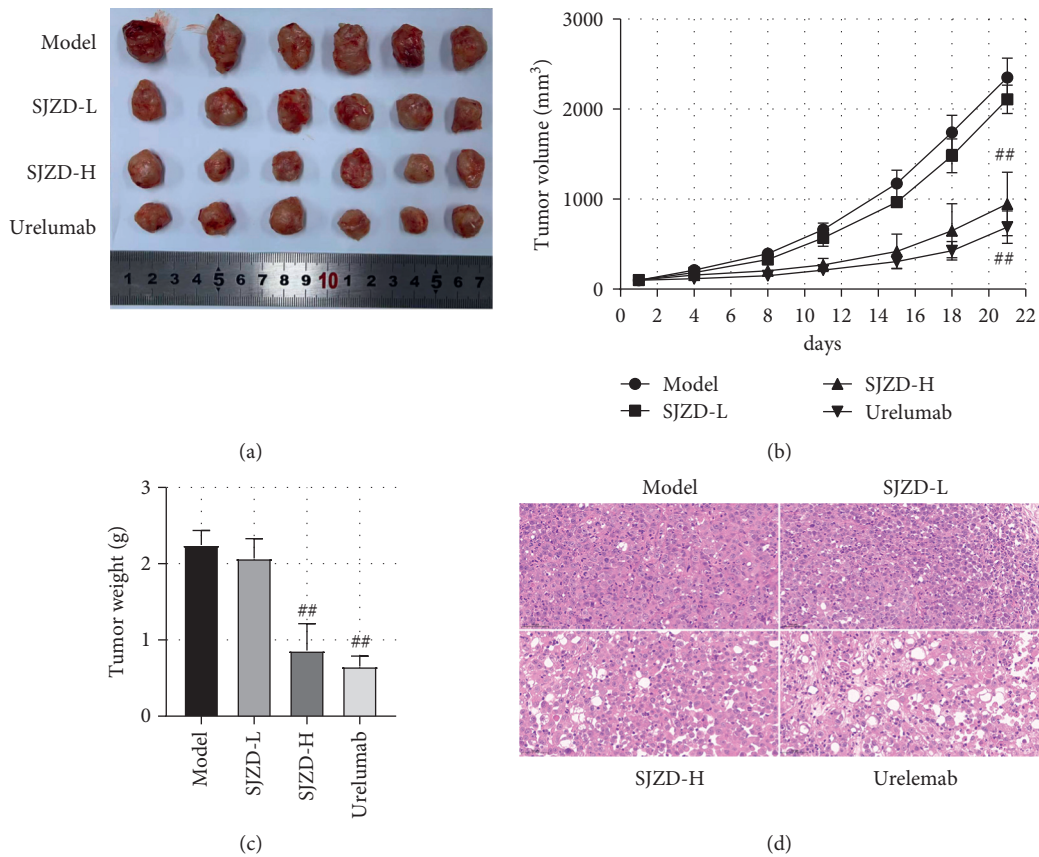 Model
SJZD-L
SJZD-H
Urelumab
1 2 3 4 5 6 7 8 9 10 1 2 3 4 5 6 7
(a)
Tumor volume (mm³)
3000
2000
1000
0
##
##
0 2 4 6 8 10 12 14 16 18 20 22
days
Model
SJZD-L
SJZD-H
Urelumab
(b)
Tumor weight (g)
3
2
1
0
##
##
Model
SJZD-L
SJZD-H
Urelumab
(c)
Model SJZD-L
SJZD-H Urelemab
(d)